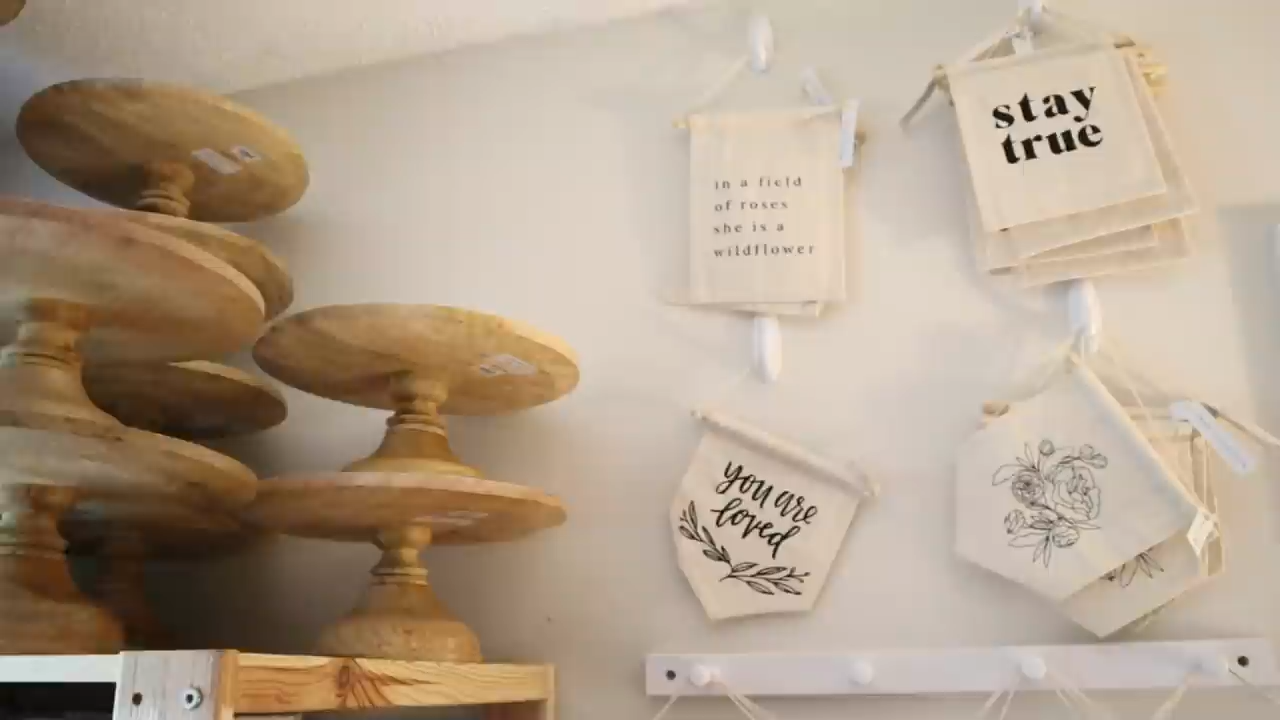 stay
true
in a field
of roses
she is a
wildflower
you are
loved